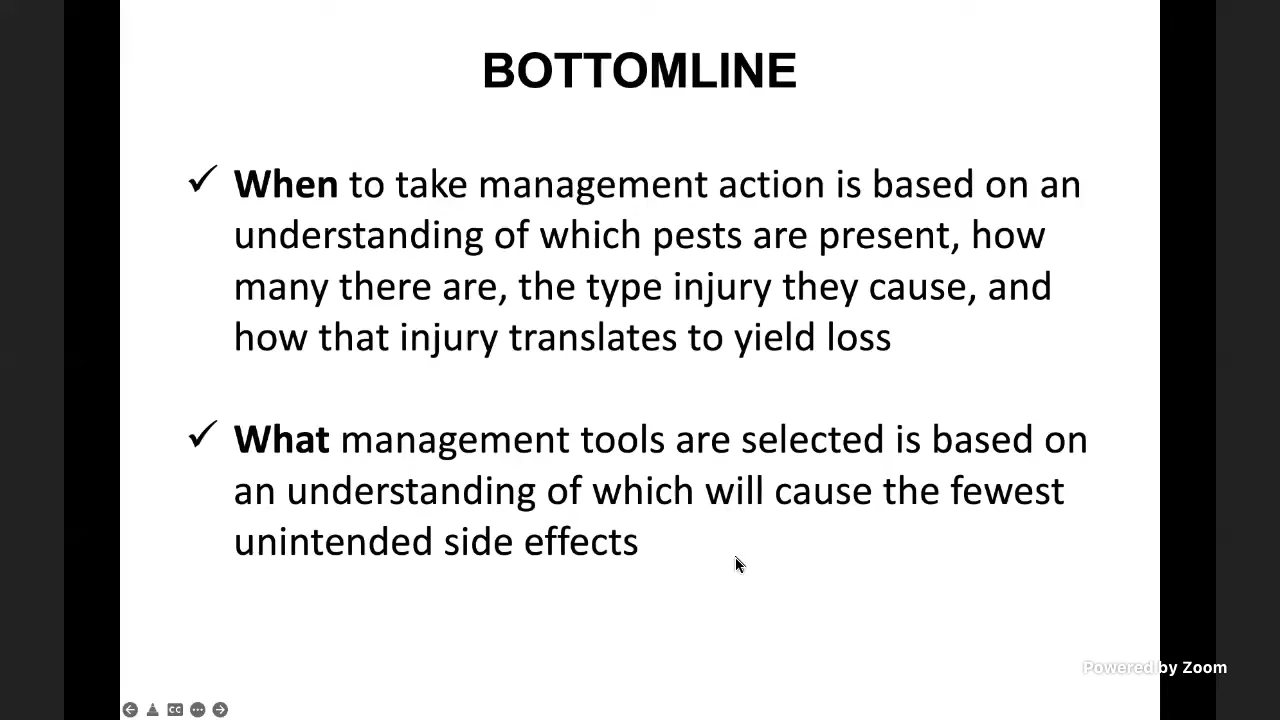 BOTTOMLINE
✓ When to take management action is based on an
understanding of which pests are present, how
many there are, the type injury they cause, and
how that injury translates to yield loss
✓ What management tools are selected is based on
an understanding of which will cause the fewest
unintended side effects
Powered by Zoom
CC